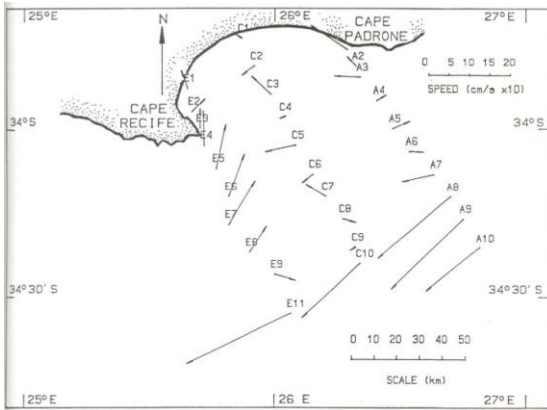 25°E 26°E 27°E
N
CAPE
PADRONE
C1
A2
A3
C2
E1
C3
A4
0 5 10 15 20
SPEED (cm/s x10)
E2
CAPE
RECIFE
E3
E4
C4
A5
34°S 34°S
C5
E5
A6
C6
A7
E6
C7
A8
E7
C8
A9
E8
C9
C10
A10
E9
34°30'S 34°30'S
E11
0 10 20 30 40 50
SCALE (km)
25°E 26°E 27°E